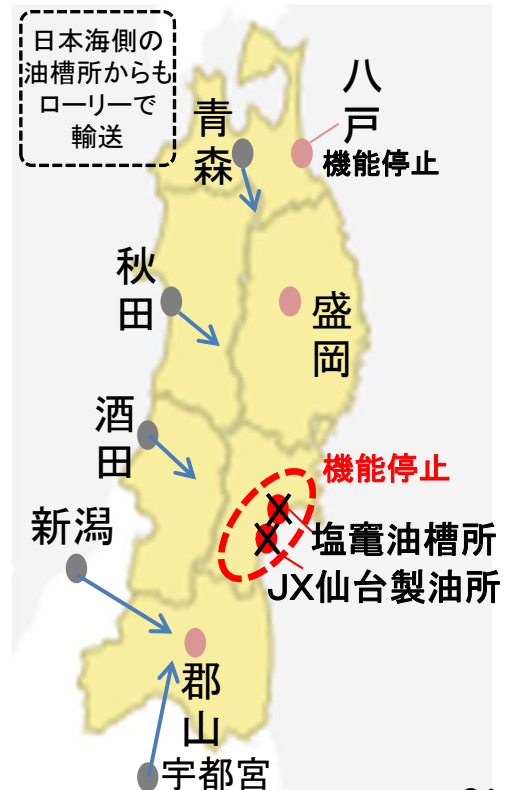 日本海側の
油槽所からも
ローリーで
輸送
八戸
機能停止
青森
秋田
盛岡
酒田
機能停止
新潟
塩竈油槽所
JX仙台製油所
郡山
宇都宮